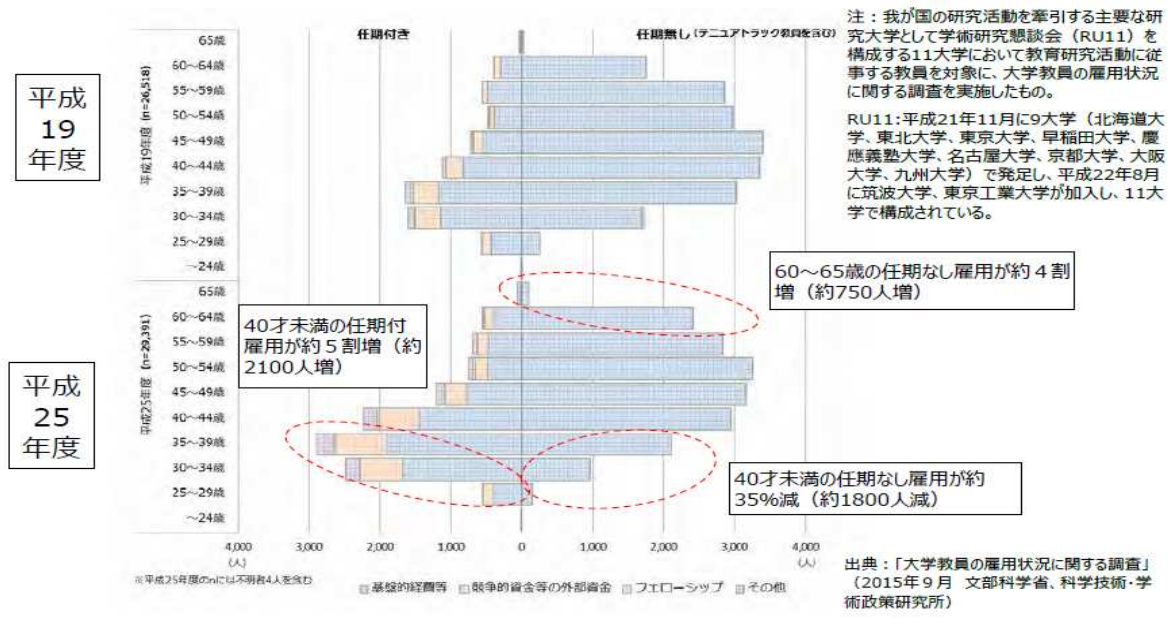 任期付き
任期無し（テニュアトラック教員を含む）
注：我が国の研究活動を牽引する主要な研
究大学として学術研究懇談会（RU11）を
構成する11大学において教育研究活動に従
事する教員を対象に、大学教員の雇用状況
に関する調査を実施したもの。
RU11:平成21年11月に9大学（北海道大
学、東北大学、東京大学、早稲田大学、慶
應義塾大学、名古屋大学、京都大学、大阪
大学、九州大学）で発足し、平成22年8月
に筑波大学、東京工業大学が加入し、11大
学で構成されている。
平成
19
年度
平成19年度 (n=26,518)
65歳
60～64歳
55～59歳
50～54歳
45～49歳
40～44歳
35～39歳
30～34歳
25～29歳
～24歳
60～65歳の任期なし雇用が約４割
増（約750人増）
平成
25
年度
平成25年度 (n=29,391)
65歳
60～64歳
55～59歳
50～54歳
45～49歳
40～44歳
35～39歳
30～34歳
25～29歳
～24歳
40才未満の任期付
雇用が約５割増（約
2100人増）
40才未満の任期なし雇用が約
35%減（約1800人減）
4,000 3,000 2,000 1,000 0 1,000 2,000 3,000 4,000
(人) (人)
※平成25年度のnには不明者4人を含む
基盤的経費等 競争的資金等の外部資金 フェローシップ その他
出典：「大学教員の雇用状況に関する調査」
（2015年９月 文部科学省、科学技術・学
術政策研究所）